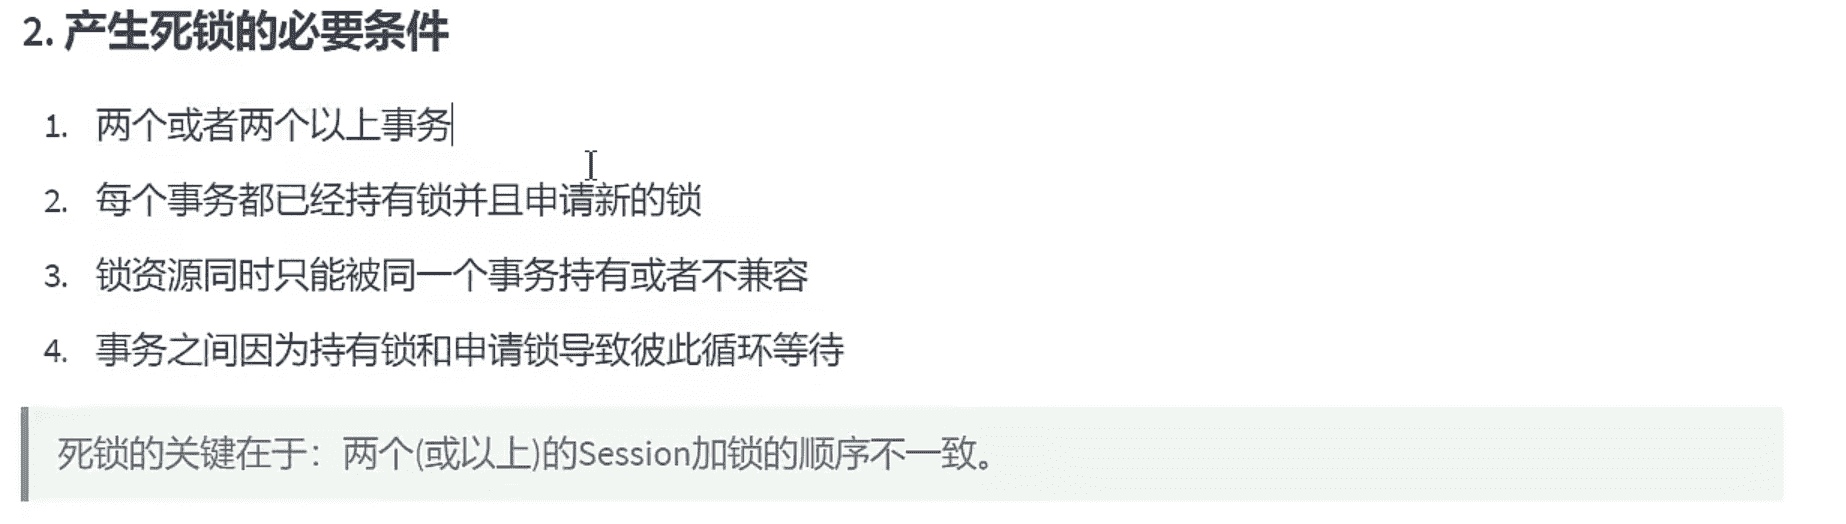 2. 产生死锁的必要条件
1. 两个或者两个以上事务
2. 每个事务都已经持有锁并且申请新的锁
3. 锁资源同时只能被同一个事务持有或者不兼容
4. 事务之间因为持有锁和申请锁导致彼此循环等待
死锁的关键在于：两个(或以上)的Session加锁的顺序不一致。